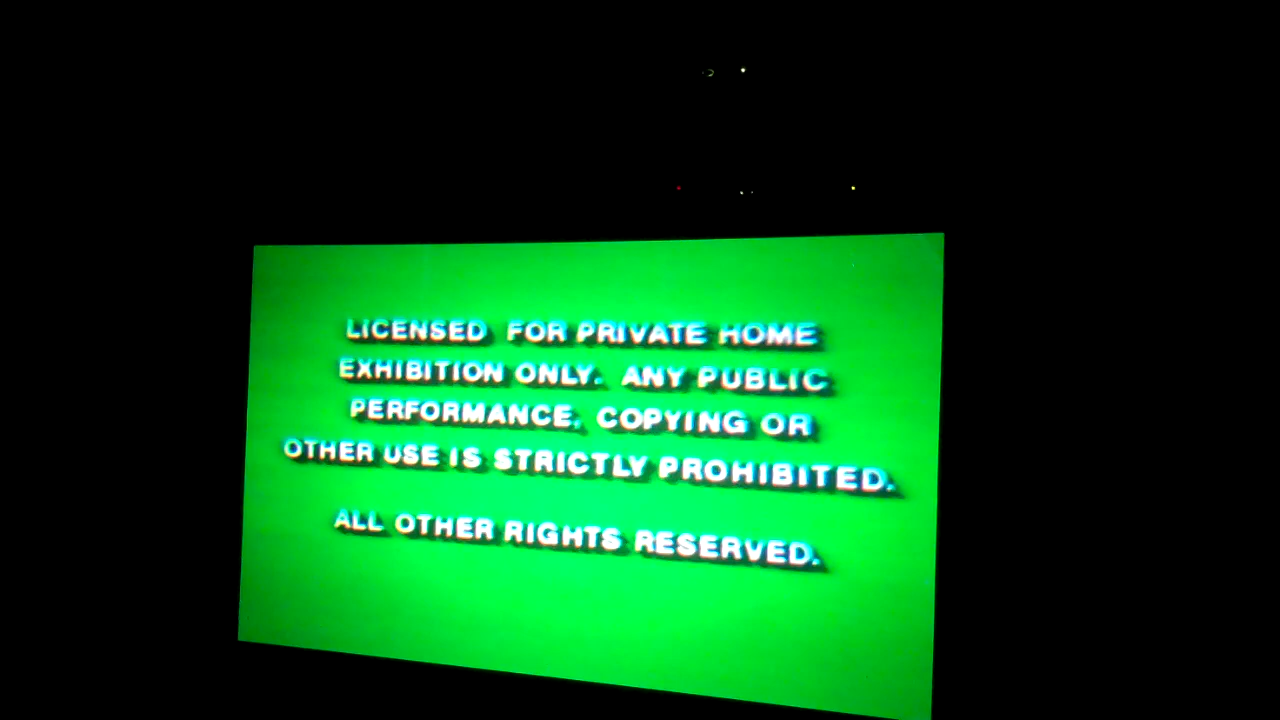 LICENSED FOR PRIVATE HOME
EXHIBITION ONLY. ANY PUBLIC
PERFORMANCE, COPYING OR
OTHER USE IS STRICTLY PROHIBITED.
ALL OTHER RIGHTS RESERVED.